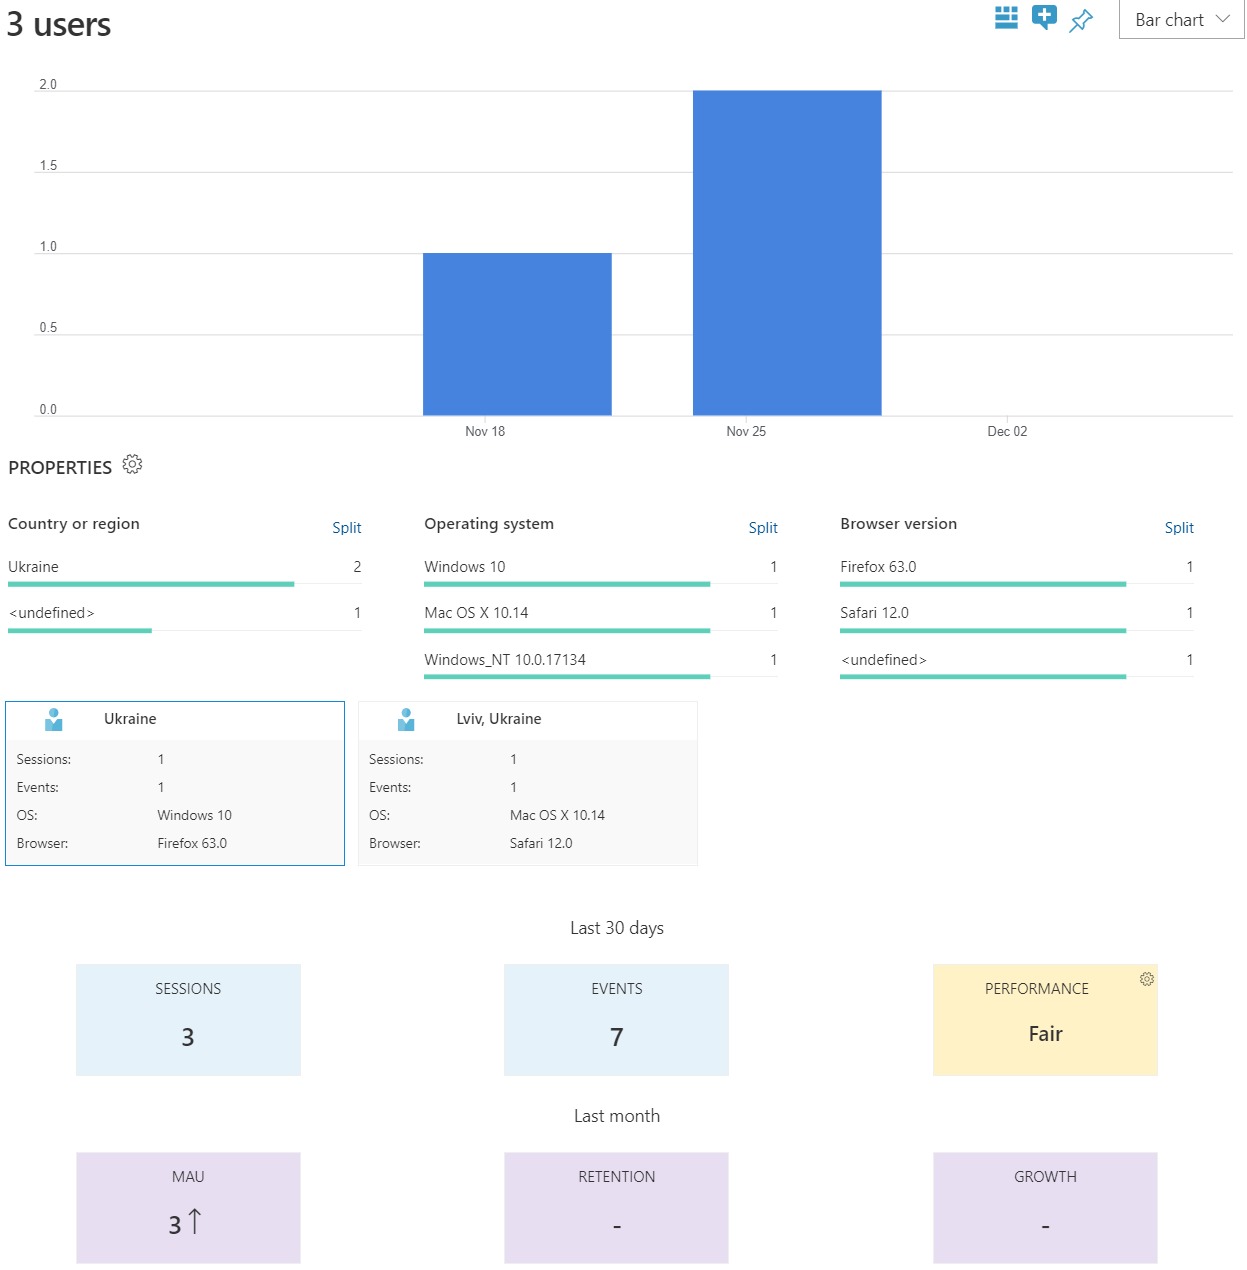 3 users
Bar chart
2.0
1.5
1.0
0.5
0.0
Nov 18 Nov 25 Dec 02
PROPERTIES
Country or region Split
Ukraine 2
<undefined> 1
Operating system Split
Windows 10 1
Mac OS X 10.14 1
Windows_NT 10.0.17134 1
Browser version Split
Firefox 63.0 1
Safari 12.0 1
<undefined> 1
Ukraine
Sessions: 1
Events: 1
OS: Windows 10
Browser: Firefox 63.0
Lviv, Ukraine
Sessions: 1
Events: 1
OS: Mac OS X 10.14
Browser: Safari 12.0
Last 30 days
SESSIONS
3
EVENTS
7
PERFORMANCE
Fair
Last month
MAU
3 ↑
RETENTION
-
GROWTH
-